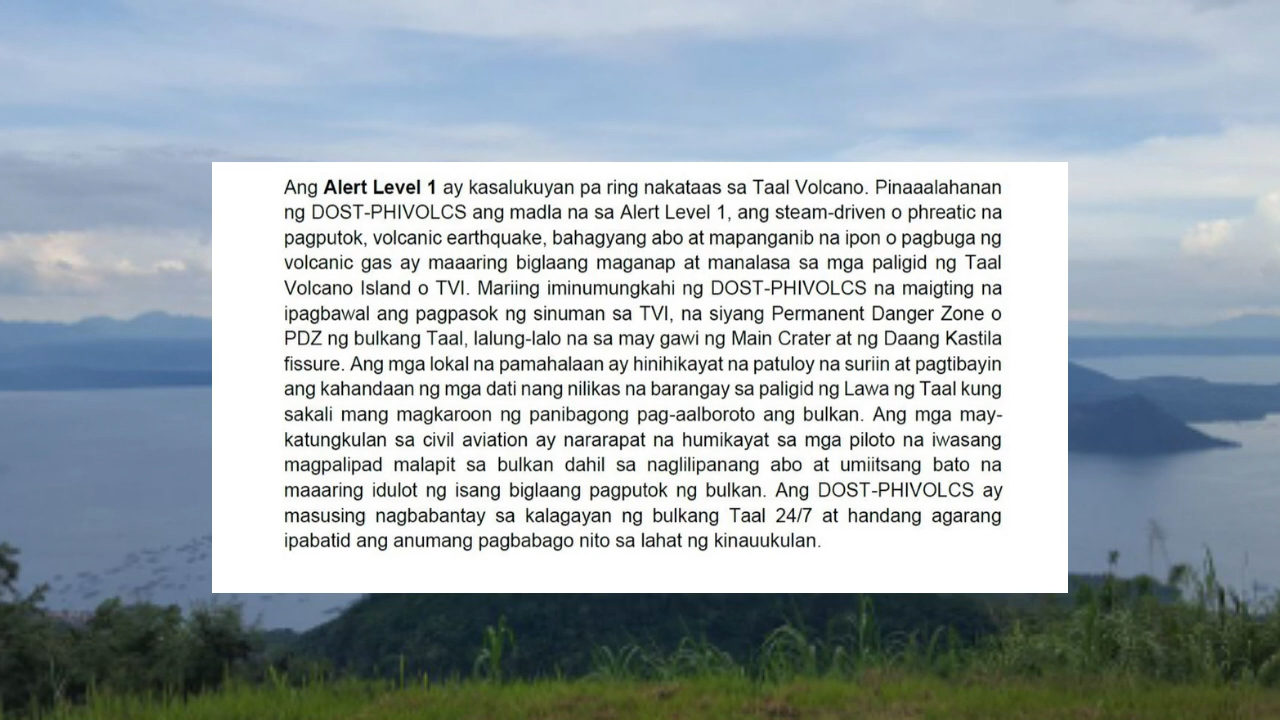 Ang Alert Level 1 ay kasalukuyan pa ring nakataas sa Taal Volcano. Pinaaalahanan
ng DOST-PHIVOLCS ang madla na sa Alert Level 1, ang steam-driven o phreatic na
pagputok, volcanic earthquake, bahagyang abo at mapanganib na ipon o pagbuga ng
volcanic gas ay maaaring biglaang maganap at manalasa sa mga paligid ng Taal
Volcano Island o TVI. Mariing iminumungkahi ng DOST-PHIVOLCS na maigting na
ipagbawal ang pagpasok ng sinuman sa TVI, na siyang Permanent Danger Zone o
PDZ ng bulkang Taal, lalung-lalo na sa may gawi ng Main Crater at ng Daang Kastila
fissure. Ang mga lokal na pamahalaan ay hinihikayat na patuloy na suriin at pagtibayin
ang kahandaan ng mga dati nang nilikas na barangay sa paligid ng Lawa ng Taal kung
sakali mang magkaroon ng panibagong pag-aalboroto ang bulkan. Ang mga may-
katungkulan sa civil aviation ay nararapat na humikayat sa mga piloto na iwasang
magpalipad malapit sa bulkan dahil sa naglilipanang abo at umiitsang bato na
maaaring idulot ng isang biglaang pagputok ng bulkan. Ang DOST-PHIVOLCS ay
masusing nagbabantay sa kalagayan ng bulkang Taal 24/7 at handang agarang
ipabatid ang anumang pagbabago nito sa lahat ng kinauukulan.